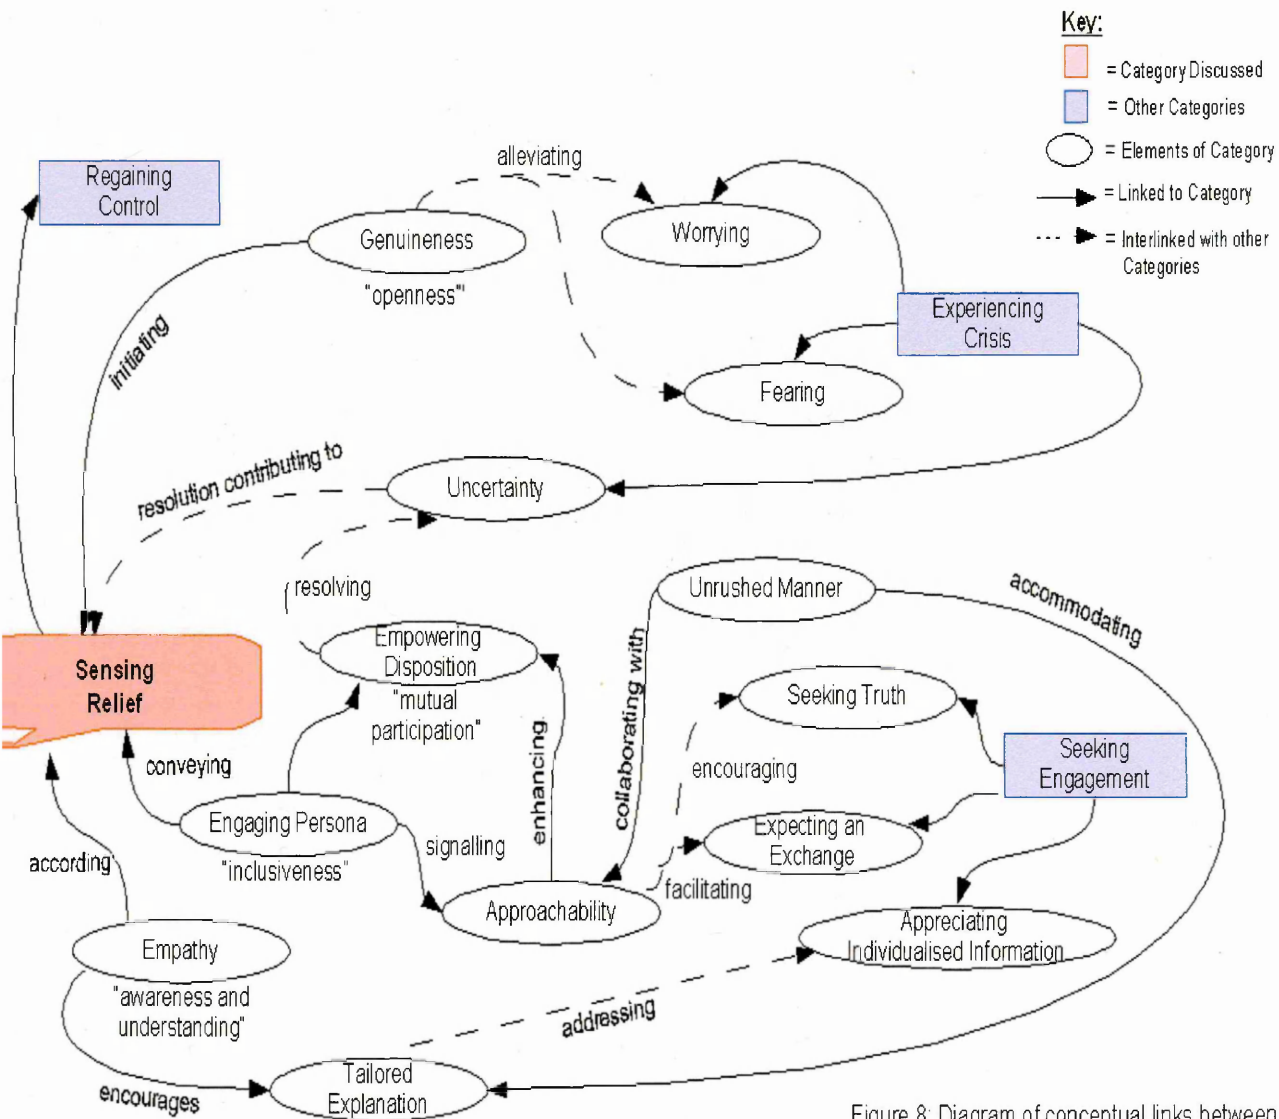 Key:
= Category Discussed
= Other Categories
= Elements of Category
= Linked to Category
= Interlinked with other
Categories
Regaining
Control
alleviating
Genuineness
"openness'"
Worrying
Experiencing
Crisis
initiating
Fearing
resolution contributing to
Uncertainty
resolving
Unrushed Manner
accommodating
Empowering
Disposition
"mutual
participation"
Sensing
Relief
collaborating with
Seeking Truth
enhancing
encouraging
Seeking
Engagement
conveying
Engaging Persona
"inclusiveness"
signalling
Expecting an
Exchange
facilitating
according
Approachability
Appreciating
Individualised Information
Empathy
"awareness and
understanding"
addressing
Tailored
Explanation
encourages
Figure 8: Diagram of conceptual links between